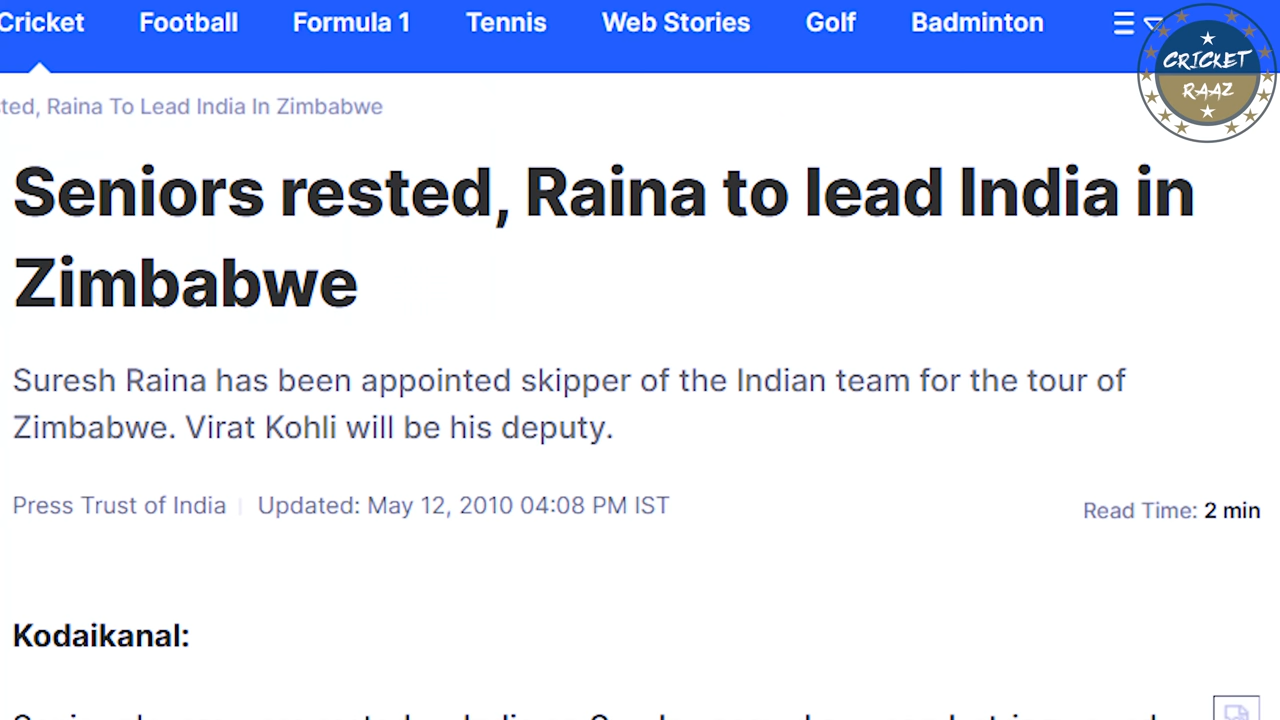 Cricket Football Formula 1 Tennis Web Stories Golf Badminton
CRICKET
RAAZ
ted, Raina To Lead India In Zimbabwe
Seniors rested, Raina to lead India in
Zimbabwe
Suresh Raina has been appointed skipper of the Indian team for the tour of
Zimbabwe. Virat Kohli will be his deputy.
Press Trust of India | Updated: May 12, 2010 04:08 PM IST
Read Time: 2 min
Kodaikanal: